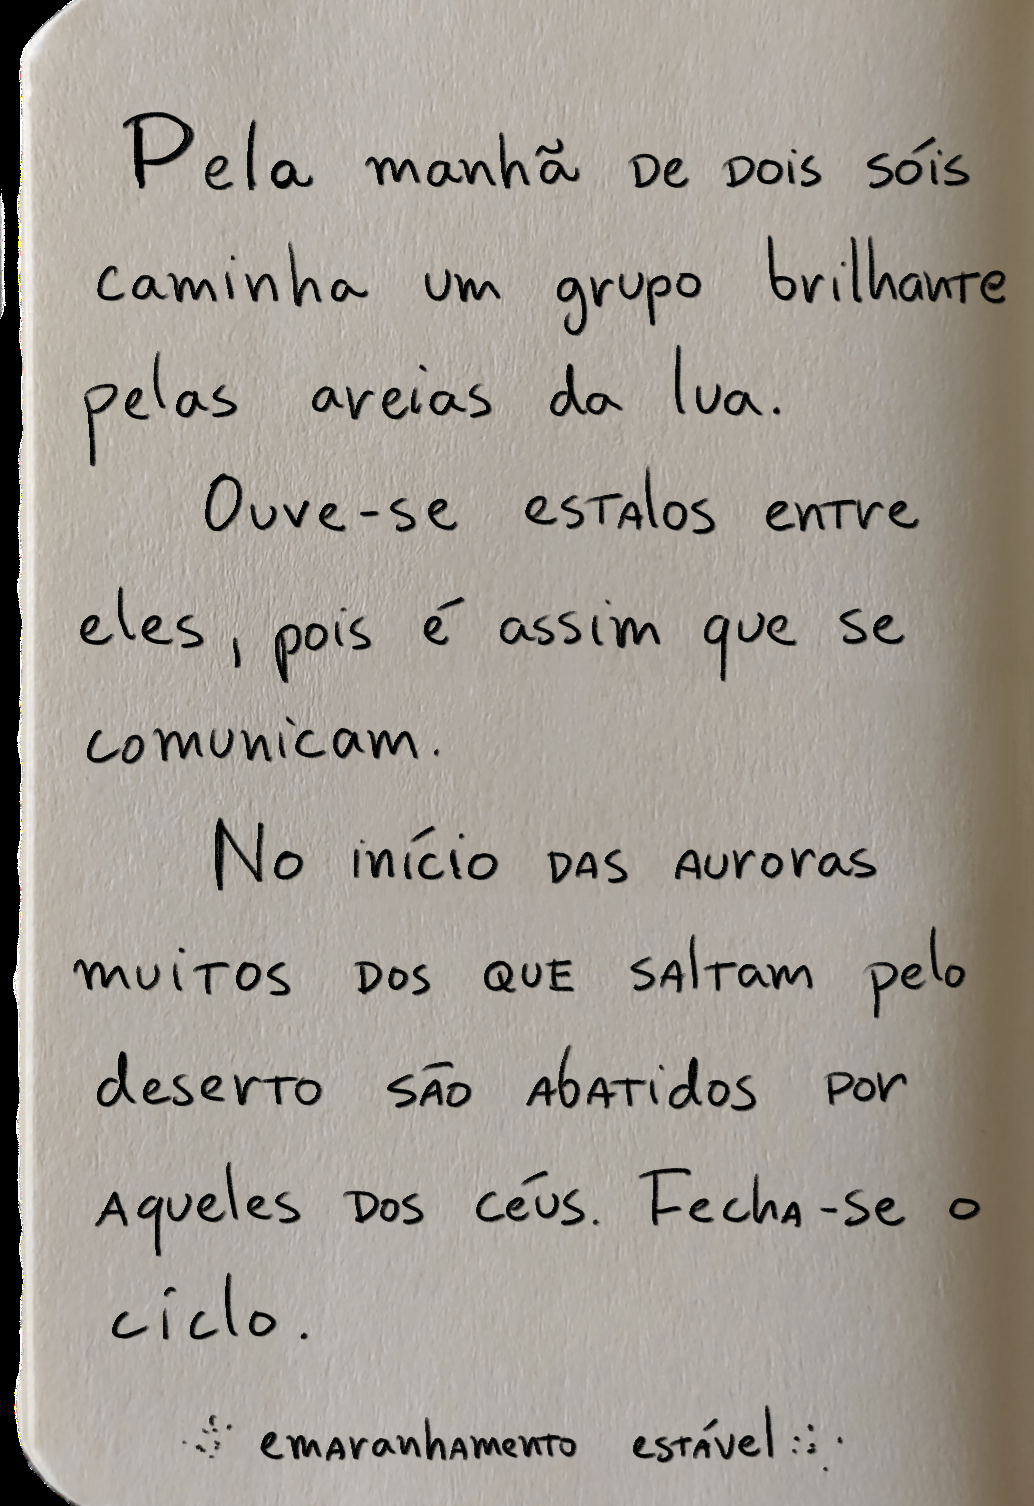 Pela manhã de dois sóis
caminha um grupo brilhante
pelas areias da lua.
Ouve-se estalos entre
eles, pois é assim que se
comunicam.
No início das auroras
muitos dos que saltam pelo
deserto são abatidos por
aqueles dos céus. Fecha-se o
ciclo.
emaranhamento estável